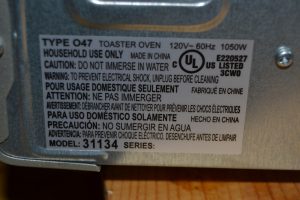 TYPE O47 TOASTER OVEN 120V~ 60Hz 1050W
HOUSEHOLD USE ONLY MADE IN CHINA
CAUTION: DO NOT IMMERSE IN WATER
WARNING: TO PREVENT ELECTRICAL SHOCK, UNPLUG BEFORE CLEANING
UL
E220527
LISTED
3CW0
POUR USAGE DOMESTIQUE SEULEMENT FABRIQUÉ EN CHINE
ATTENTION: NE PAS IMMERGER
AVERTISSEMENT: DÉBRANCHER AVANT DE NETTOYER POUR PRÉVENIR LES CHOCS ÉLECTRIQUES
PARA USO DOMÉSTICO SOLAMENTE HECHO EN CHINA
PRECAUCIÓN: NO SUMERGIR EN AGUA
ADVERTENCIA: PARA PREVENIR CHOQUE ELÉCTRICO, DESENCHUFE ANTES DE LIMPIAR
MODEL: 31134 SERIES: